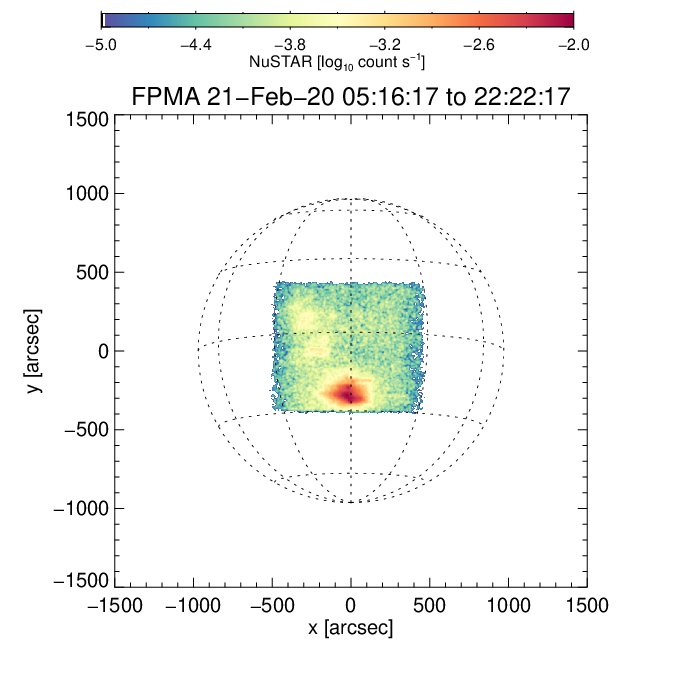 −5.0 −4.4 −3.8 −3.2 −2.6 −2.0
NuSTAR [log₁₀ count s⁻¹]
FPMA 21−Feb−20 05:16:17 to 22:22:17
1500
1000
500
0
−500
−1000
−1500
y [arcsec]
−1500 −1000 −500 0 500 1000 1500
x [arcsec]